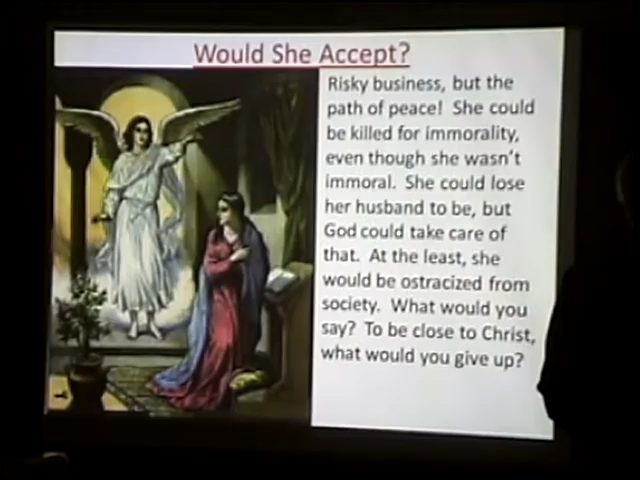 Would She Accept?
Risky business, but the
path of peace! She could
be killed for immorality,
even though she wasn't
immoral. She could lose
her husband to be, but
God could take care of
that. At the least, she
would be ostracized from
society. What would you
say? To be close to Christ,
what would you give up?